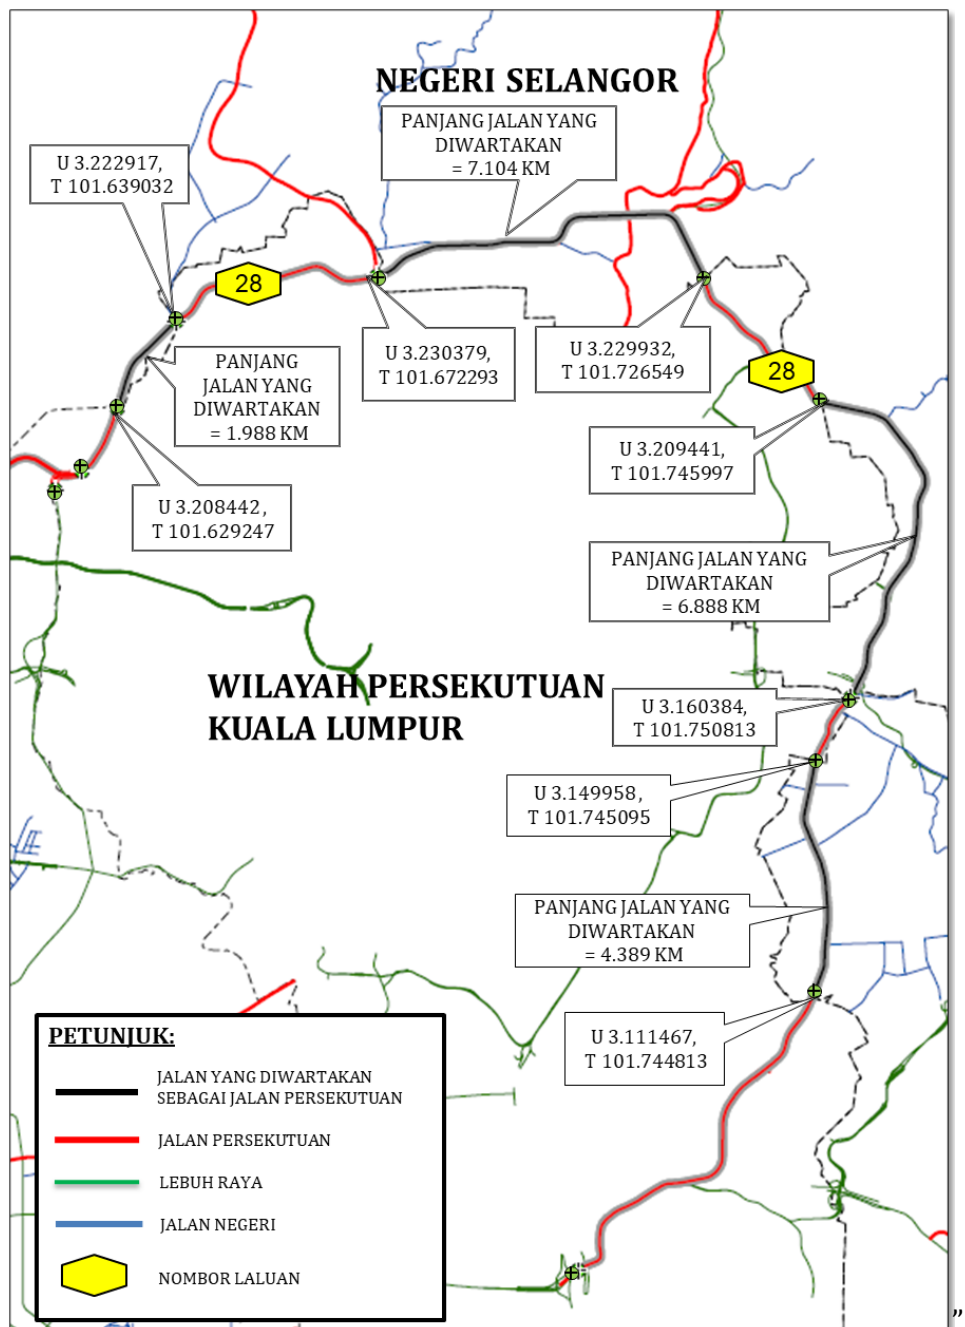 NEGERI SELANGOR
PANJANG JALAN YANG
DIWARTAKAN
= 7.104 KM
U 3.222917,
T 101.639032
28
U 3.230379,
T 101.672293
U 3.229932,
T 101.726549
28
PANJANG
JALAN YANG
DIWARTAKAN
= 1.988 KM
U 3.209441,
T 101.745997
U 3.208442,
T 101.629247
PANJANG JALAN YANG
DIWARTAKAN
= 6.888 KM
WILAYAH PERSEKUTUAN
KUALA LUMPUR
U 3.160384,
T 101.750813
U 3.149958,
T 101.745095
PANJANG JALAN YANG
DIWARTAKAN
= 4.389 KM
U 3.111467,
T 101.744813
PETUNJUK:
JALAN YANG DIWARTAKAN
SEBAGAI JALAN PERSEKUTUAN
JALAN PERSEKUTUAN
LEBUH RAYA
JALAN NEGERI
NOMBOR LALUAN
”